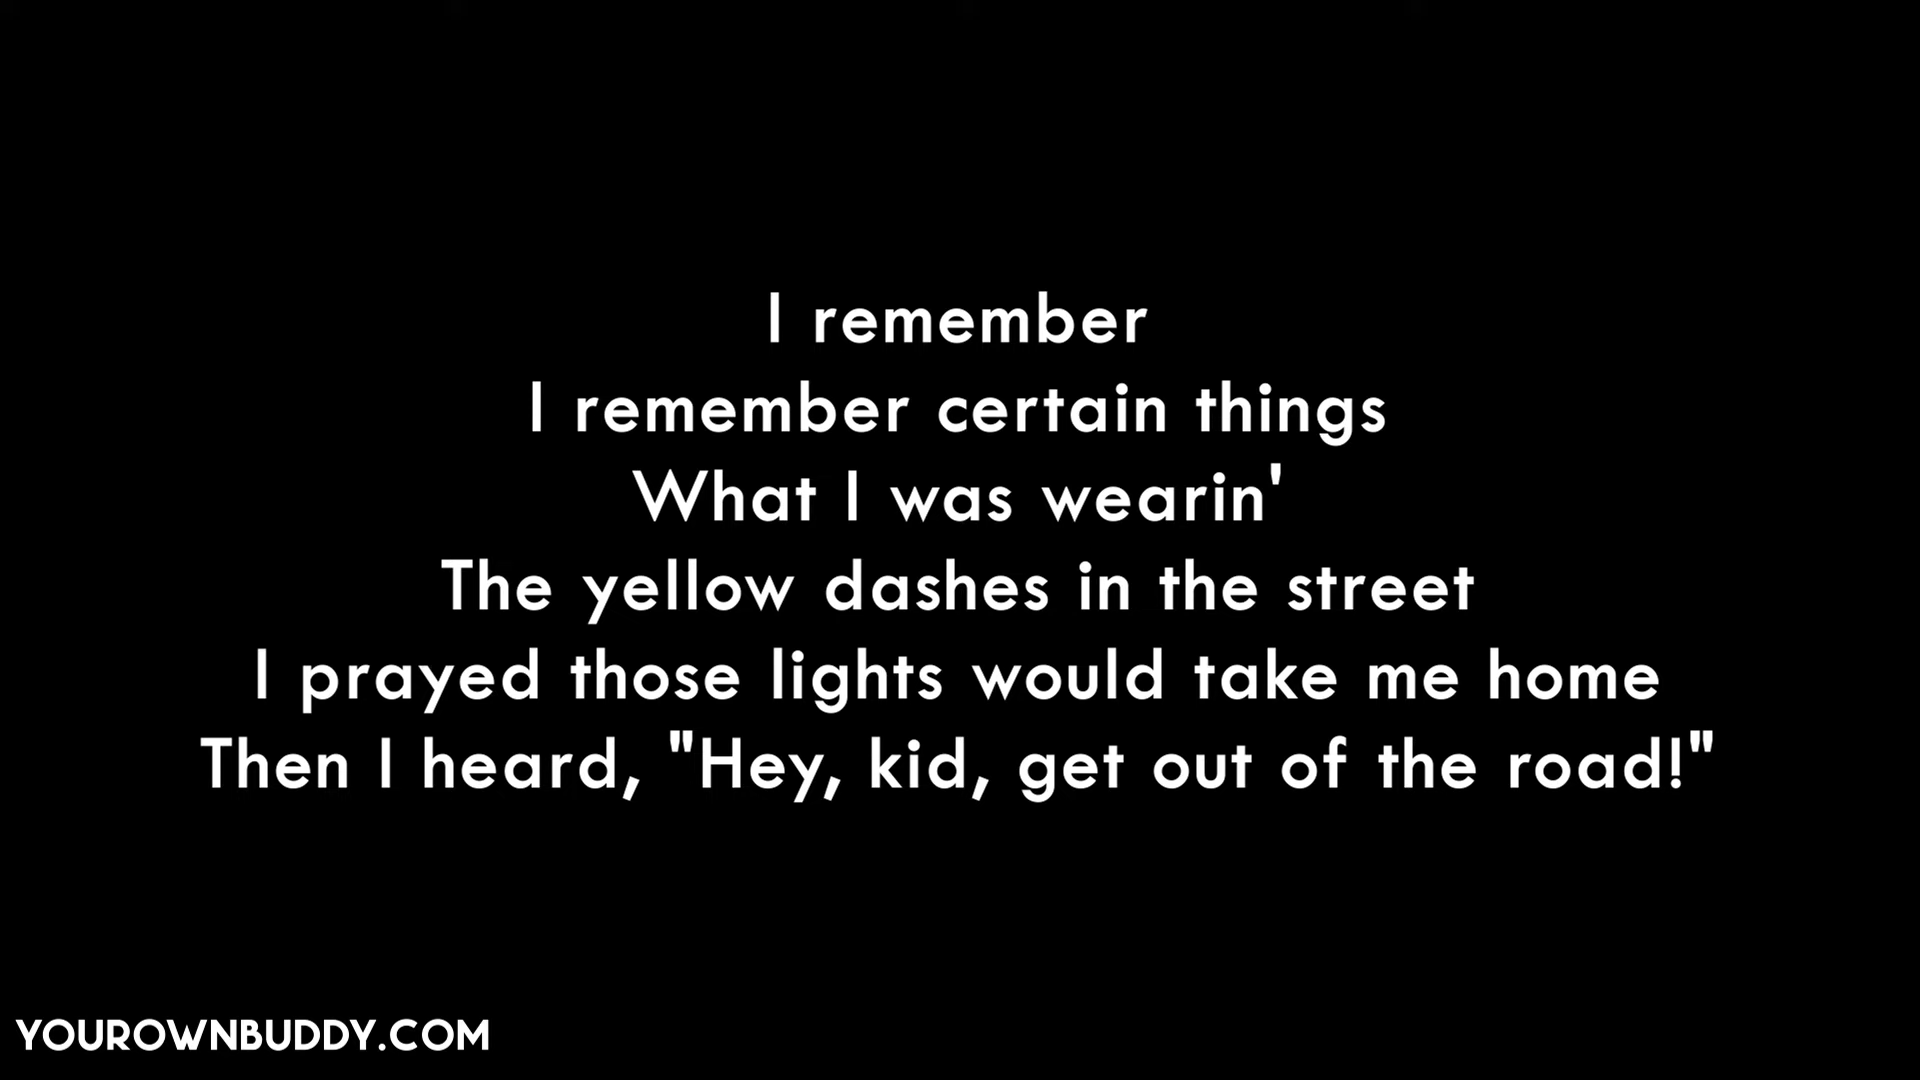 I remember
I remember certain things
What I was wearin'
The yellow dashes in the street
I prayed those lights would take me home
Then I heard, "Hey, kid, get out of the road!"
YOUROWNBUDDY.COM